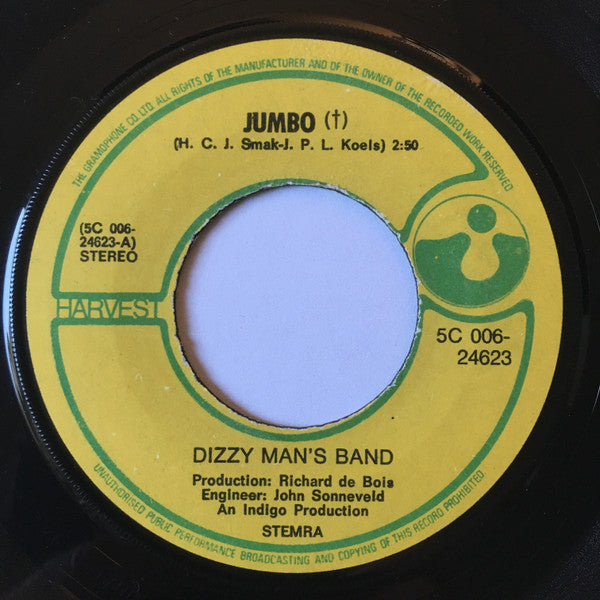 THE GRAMOPHONE CO. LTD. ALL RIGHTS OF THE MANUFACTURER AND OF THE OWNER OF THE RECORDED WORK RESERVED
JUMBO (†)
(H. C. J. Smak-J. P. L. Koels) 2:50
(5C 006-
24623-A)
STEREO
HARVEST
5C 006-
24623
DIZZY MAN'S BAND
Production: Richard de Bois
Engineer: John Sonneveld
An Indigo Production
STEMRA
UNAUTHORISED PUBLIC PERFORMANCE BROADCASTING AND COPYING OF THIS RECORD PROHIBITED